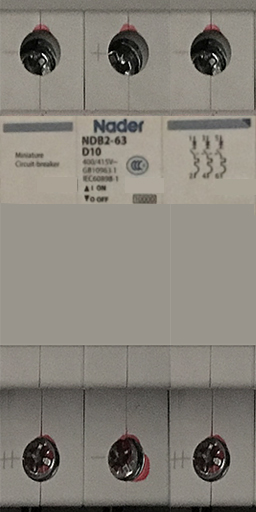 Nader
Miniature
Circuit breaker
NDB2-63
D10
400/415V~
GB10963.1
IEC60898-1
▲I ON
▼O OFF
10000